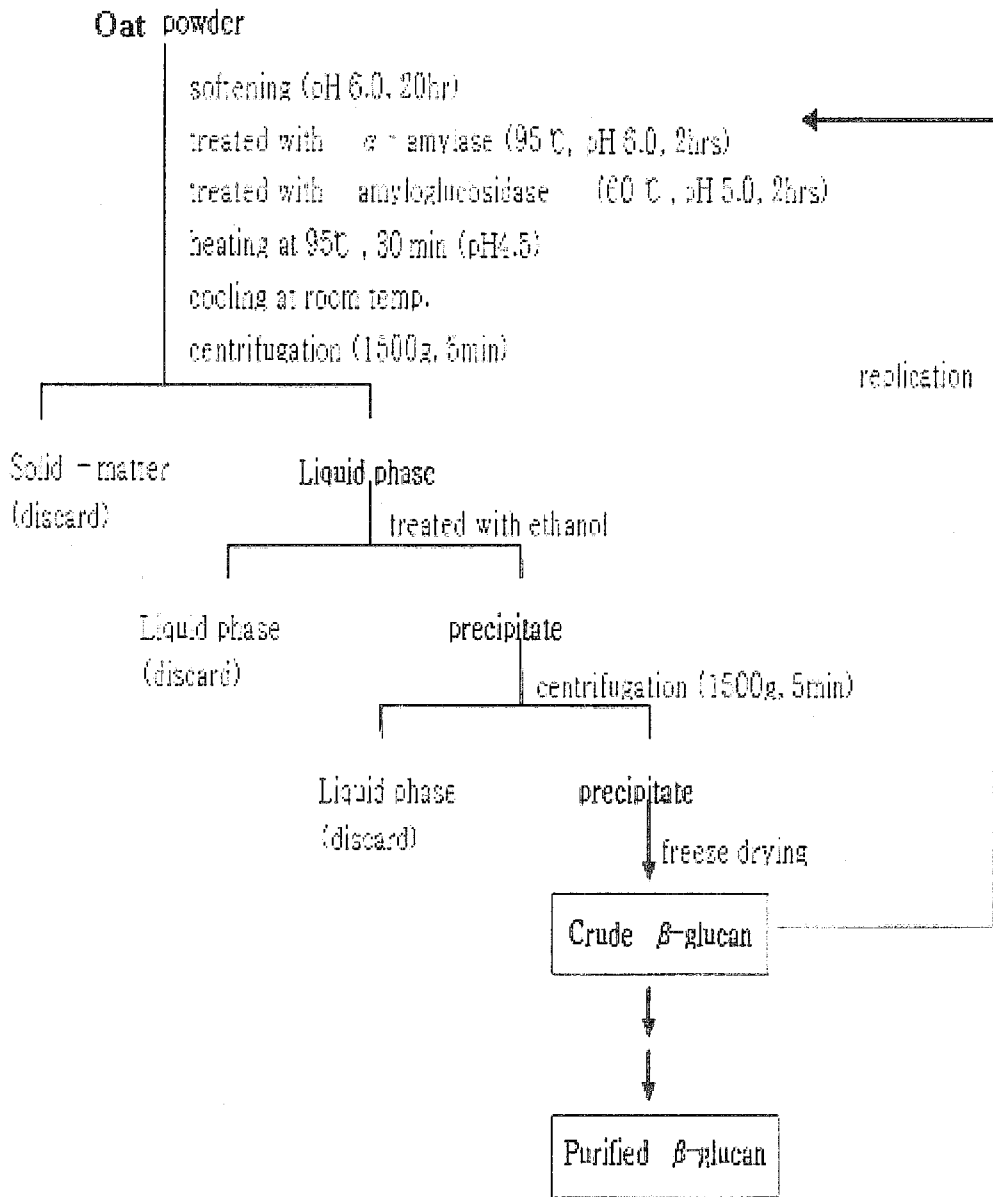 Oat powder
softening (pH 6.0, 20hr)
treated with α - amylase (95℃, pH 6.0, 2hrs)
treated with amyloglucosidase (60℃, pH 5.0, 2hrs)
heating at 95℃, 30 min (pH4.5)
cooling at room temp.
centrifugation (1500g, 5min)
replication
Solid - matter
(discard)
Liquid phase
treated with ethanol
Liquid phase
(discard)
precipitate
centrifugation (1500g, 5min)
Liquid phase
(discard)
precipitate
freeze drying
Crude β-glucan
Purified β-glucan